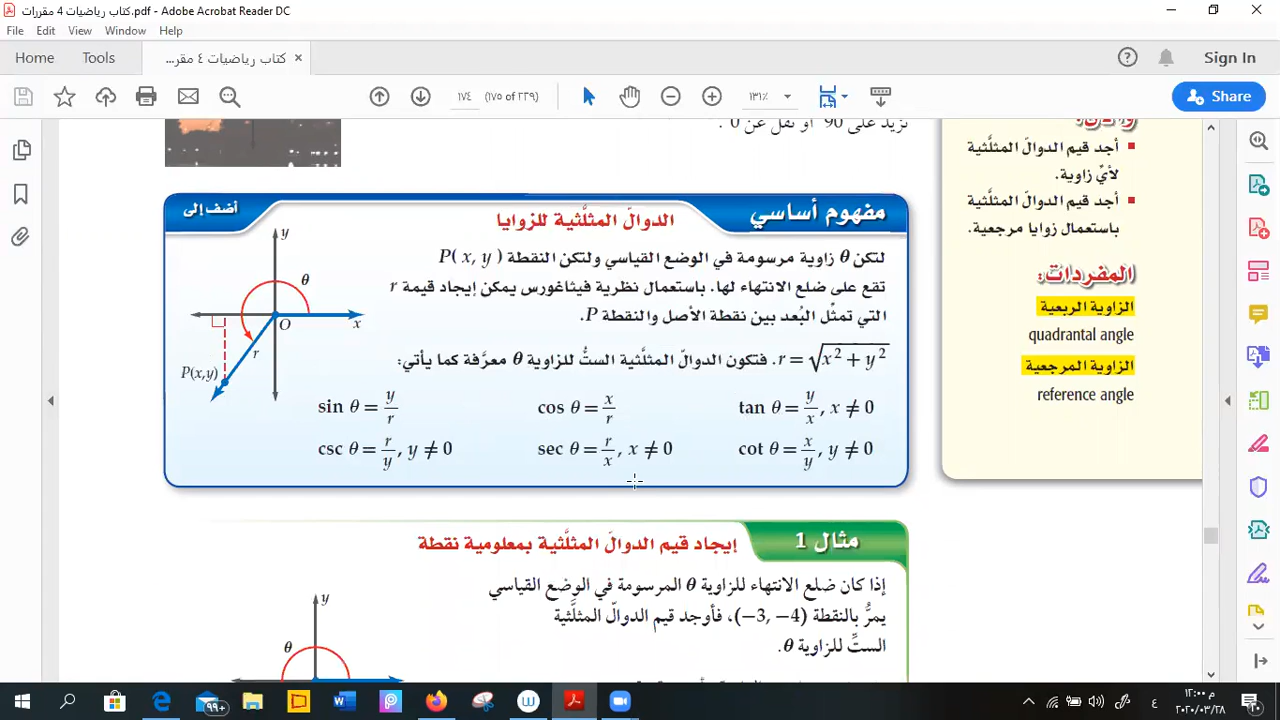 كتاب رياضيات 4 مقررات.pdf - Adobe Acrobat Reader DC
File Edit View Window Help
Home Tools كتاب رياضيات ٤ مقر... Sign In
١٧٤ (١٧٥ of ٢٣٩) ١٣١٪ Share
تزيد على 90° أو تقل عن 0°.
أجد قيم الدوالّ المثلَّثية
لأيِّ زاوية.
أجد قيم الدوالّ المثلَّثية
باستعمال زوايا مرجعية.
المفردات:
الزاوية الربعية
quadrantal angle
الزاوية المرجعية
reference angle
مفهوم أساسي
الدوالّ المثلَّثية للزوايا
أضف إلى
لتكن θ زاوية مرسومة في الوضع القياسي ولتكن النقطة P(x, y)
تقع على ضلع الانتهاء لها. باستعمال نظرية فيثاغورس يمكن إيجاد قيمة r
التي تمثِّل البُعد بين نقطة الأصل والنقطة P.
r = √x² + y². فتكون الدوالّ المثلَّثية الستُّ للزاوية θ معرَّفة كما يأتي:
sin θ = y/r cos θ = x/r tan θ = y/x, x ≠ 0
csc θ = r/y, y ≠ 0 sec θ = r/x, x ≠ 0 cot θ = x/y, y ≠ 0
y
θ
O
x
r
P(x,y)
مثال 1
إيجاد قيم الدوالّ المثلَّثية بمعلومية نقطة
إذا كان ضلع الانتهاء للزاوية θ المرسومة في الوضع القياسي
يمرُّ بالنقطة (−3, −4)، فأوجد قيم الدوالّ المثلَّثية
الستِّ للزاوية θ.
y
θ
99+
ع
١٢:٠٠ م
٢٠٢٠/٠٣/٢٨